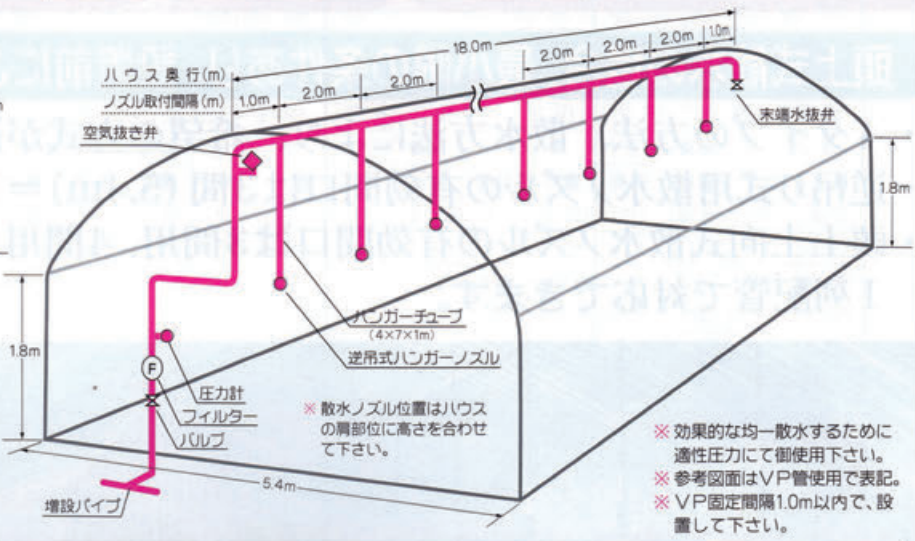 18.0m
2.0m
2.0m
2.0m
1.0m
ハウス奥行(m)
ノズル取付間隔(m)
1.0m
2.0m
2.0m
空気抜き弁
末端水抜弁
1.8m
ハンガーチューブ
(4×7×1m)
逆吊式ハンガーノズル
1.8m
圧力計
F
フィルター
バルブ
※ 散水ノズル位置はハウス
の肩部位に高さを合わせ
て下さい。
5.4m
増設パイプ
※ 効果的な均一散水するために
適性圧力にて御使用下さい。
※ 参考図面はVP管使用で表記。
※ VP固定間隔1.0m以内で、設
置して下さい。